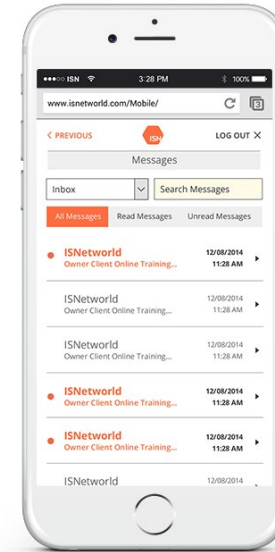 ISN 3:28 PM 100%
www.isnetworld.com/Mobile/ 3
< PREVIOUS ISN LOG OUT X
Messages
Inbox Search Messages
All Messages Read Messages Unread Messages
ISNetworld 12/08/2014
Owner Client Online Training... 11:28 AM
ISNetworld 12/08/2014
Owner Client Online Training... 11:28 AM
ISNetworld 12/08/2014
Owner Client Online Training... 11:28 AM
ISNetworld 12/08/2014
Owner Client Online Training... 11:28 AM
ISNetworld 12/08/2014
Owner Client Online Training... 11:28 AM
ISNetworld 12/08/2014